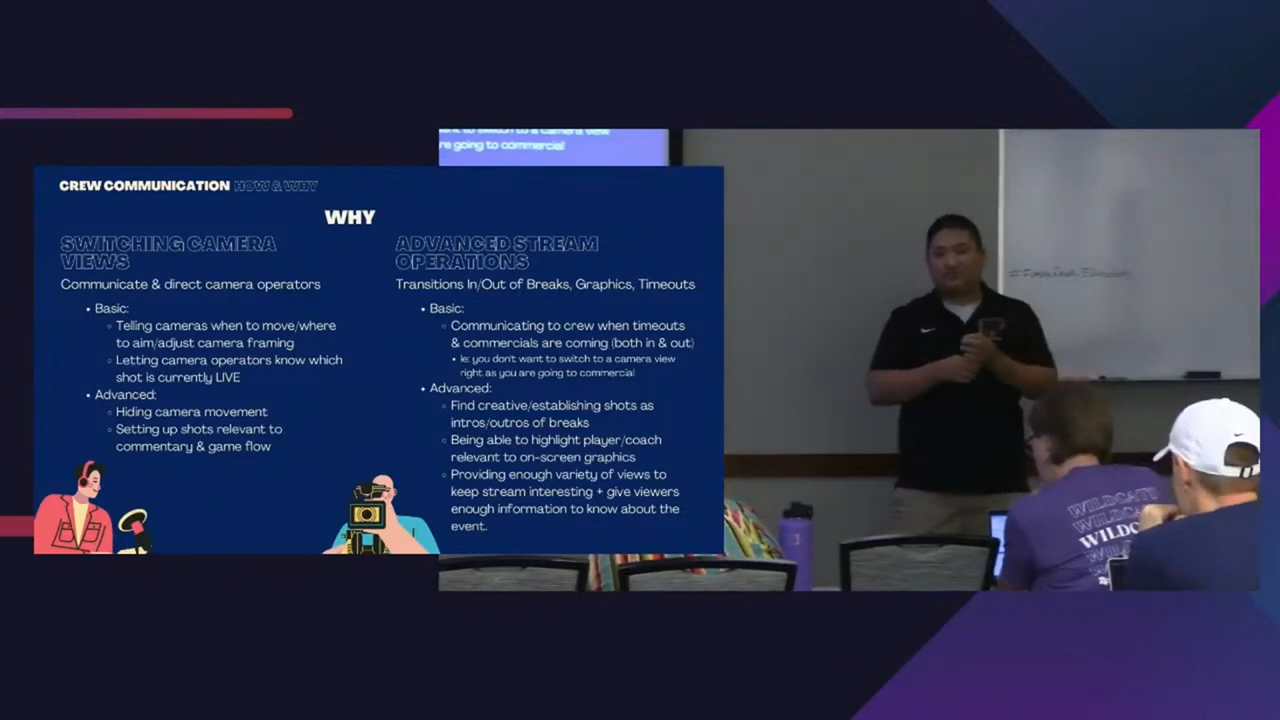 re going to commercial
CREW COMMUNICATION HOW & WHY
WHY
SWITCHING CAMERA
VIEWS
Communicate & direct camera operators
• Basic:
◦ Telling cameras when to move/where
to aim/adjust camera framing
◦ Letting camera operators know which
shot is currently LIVE
• Advanced:
◦ Hiding camera movement
◦ Setting up shots relevant to
commentary & game flow
ADVANCED STREAM
OPERATIONS
Transitions In/Out of Breaks, Graphics, Timeouts
• Basic:
◦ Communicating to crew when timeouts
& commercials are coming (both in & out)
▪ Ie: you don't want to switch to a camera view
right as you are going to commercial
• Advanced:
◦ Find creative/establishing shots as
intros/outros of breaks
◦ Being able to highlight player/coach
relevant to on-screen graphics
◦ Providing enough variety of views to
keep stream interesting + give viewers
enough information to know about the
event.
WILDCATS
WILDCA
WILDC